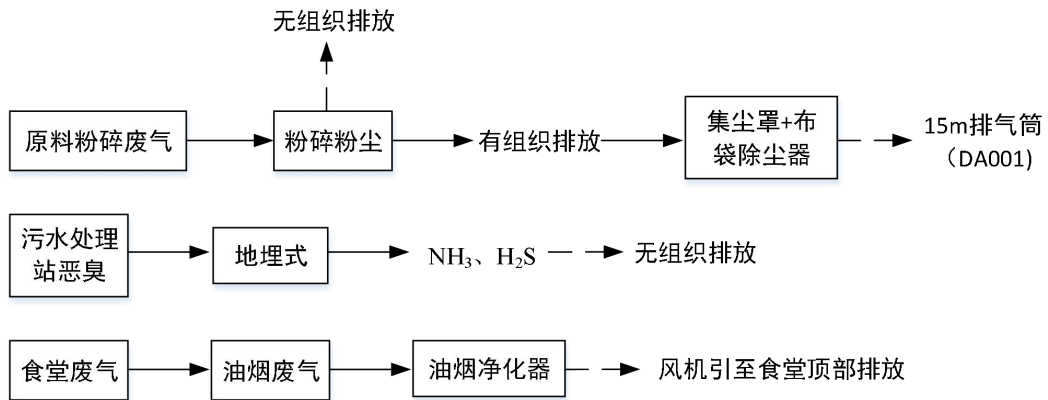 无组织排放
原料粉碎废气
粉碎粉尘
有组织排放
集尘罩+布
袋除尘器
15m排气筒
（DA001)
污水处理
站恶臭
地埋式
NH₃、H₂S
无组织排放
食堂废气
油烟废气
油烟净化器
风机引至食堂顶部排放